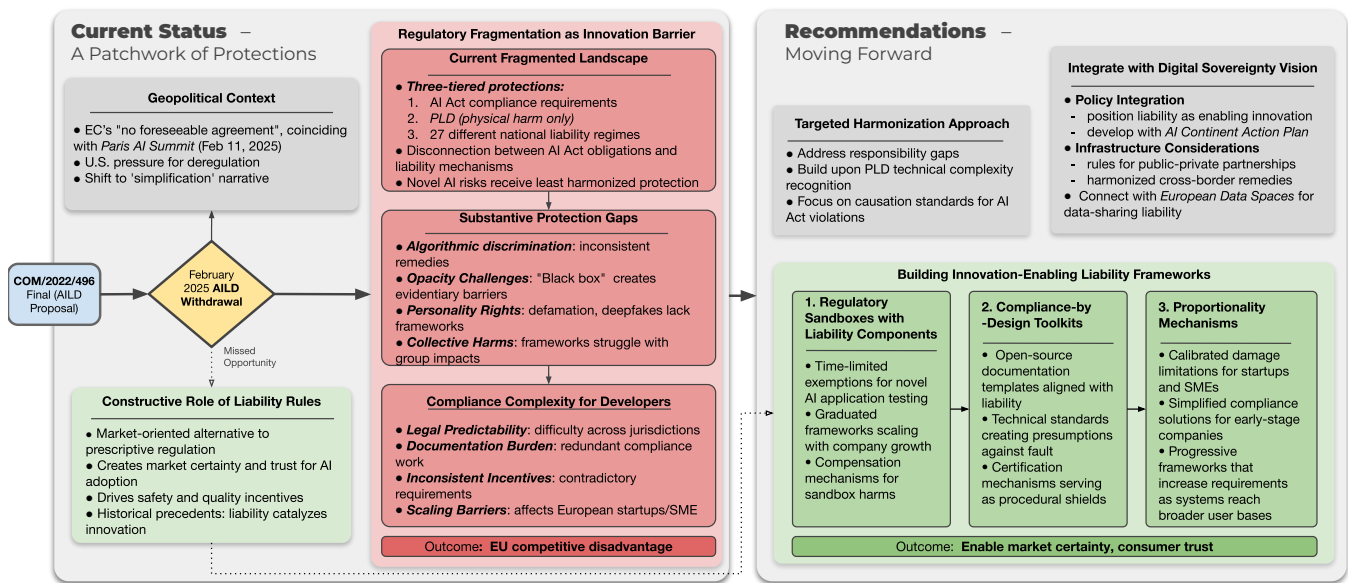 Current Status –
A Patchwork of Protections
Geopolitical Context
● EC's "no foreseeable agreement", coinciding
with Paris AI Summit (Feb 11, 2025)
● U.S. pressure for deregulation
● Shift to 'simplification' narrative
COM/2022/496
Final (AILD
Proposal)
February
2025 AILD
Withdrawal
Missed
Opportunity
Constructive Role of Liability Rules
● Market-oriented alternative to
prescriptive regulation
● Creates market certainty and trust for AI
adoption
● Drives safety and quality incentives
● Historical precedents: liability catalyzes
innovation
Regulatory Fragmentation as Innovation Barrier
Current Fragmented Landscape
● Three-tiered protections:
1. AI Act compliance requirements
2. PLD (physical harm only)
3. 27 different national liability regimes
● Disconnection between AI Act obligations and
liability mechanisms
● Novel AI risks receive least harmonized protection
Substantive Protection Gaps
● Algorithmic discrimination: inconsistent
remedies
● Opacity Challenges: "Black box" creates
evidentiary barriers
● Personality Rights: defamation, deepfakes lack
frameworks
● Collective Harms: frameworks struggle with
group impacts
Compliance Complexity for Developers
● Legal Predictability: difficulty across jurisdictions
● Documentation Burden: redundant compliance
work
● Inconsistent Incentives: contradictory
requirements
● Scaling Barriers: affects European startups/SME
Outcome: EU competitive disadvantage
Recommendations –
Moving Forward
Targeted Harmonization Approach
● Address responsibility gaps
● Build upon PLD technical complexity
recognition
● Focus on causation standards for AI
Act violations
Integrate with Digital Sovereignty Vision
● Policy Integration
- position liability as enabling innovation
- develop with AI Continent Action Plan
● Infrastructure Considerations
- rules for public-private partnerships
- harmonized cross-border remedies
● Connect with European Data Spaces for
data-sharing liability
Building Innovation-Enabling Liability Frameworks
1. Regulatory
Sandboxes with
Liability Components
• Time-limited
exemptions for novel
AI application testing
• Graduated
frameworks scaling
with company growth
• Compensation
mechanisms for
sandbox harms
2. Compliance-by
-Design Toolkits
• Open-source
documentation
templates aligned with
liability
• Technical standards
creating presumptions
against fault
• Certification
mechanisms serving
as procedural shields
3. Proportionality
Mechanisms
• Calibrated damage
limitations for startups
and SMEs
• Simplified compliance
solutions for early-stage
companies
• Progressive
frameworks that
increase requirements
as systems reach
broader user bases
Outcome: Enable market certainty, consumer trust